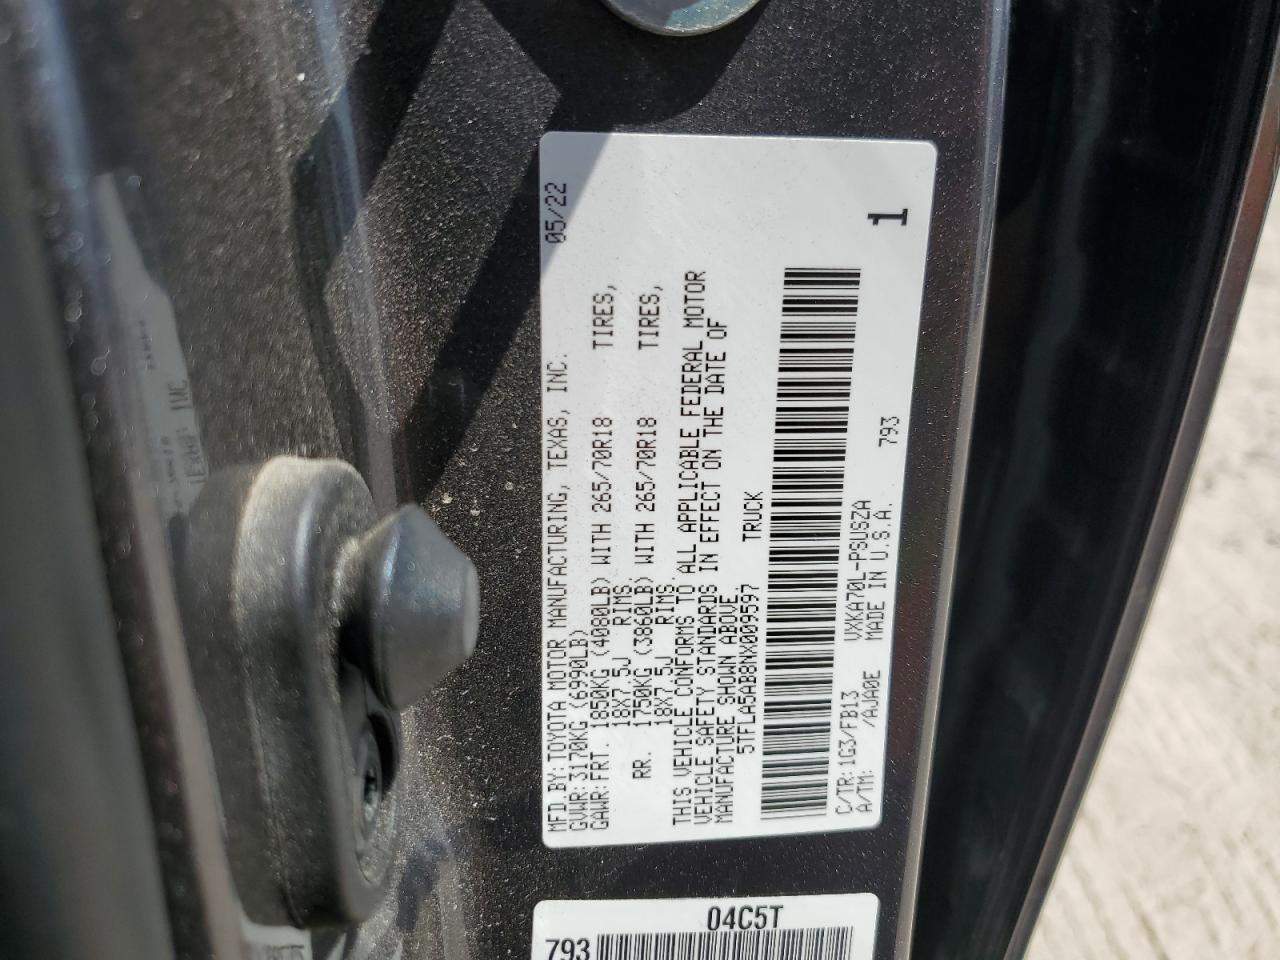 MFD.BY:TOYOTA MOTOR MANUFACTURING, TEXAS, INC. 05/22
GVWR:3170KG(6990LB)
GAWR:FRT. 1850KG (4080LB) WITH 265/70R18 TIRES,
18X7.5J RIMS
RR. 1750KG (3860LB) WITH 265/70R18 TIRES,
18X7.5J RIMS.
THIS VEHICLE CONFORMS TO ALL APPLICABLE FEDERAL MOTOR
VEHICLE SAFETY STANDARDS IN EFFECT ON THE DATE OF
MANUFACTURE SHOWN ABOVE.
5TFLA5AB8NX009597 TRUCK
C/TR:1G3/FB13 VXKA70L-PSUSZA 793
A/TM: /AJA0E MADE IN U.S.A.
1
04C5T
793